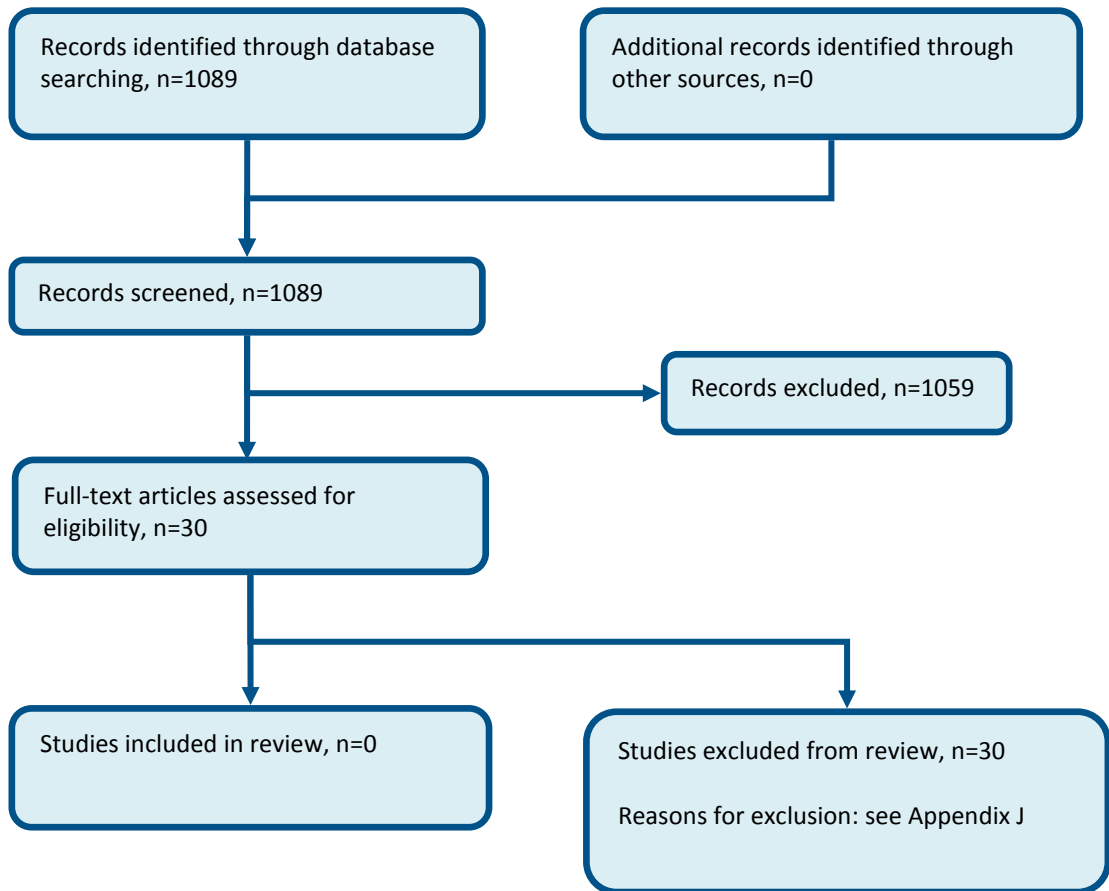 Records identified through database
searching, n=1089
Additional records identified through
other sources, n=0
Records screened, n=1089
Records excluded, n=1059
Full-text articles assessed for
eligibility, n=30
Studies included in review, n=0
Studies excluded from review, n=30
Reasons for exclusion: see Appendix J